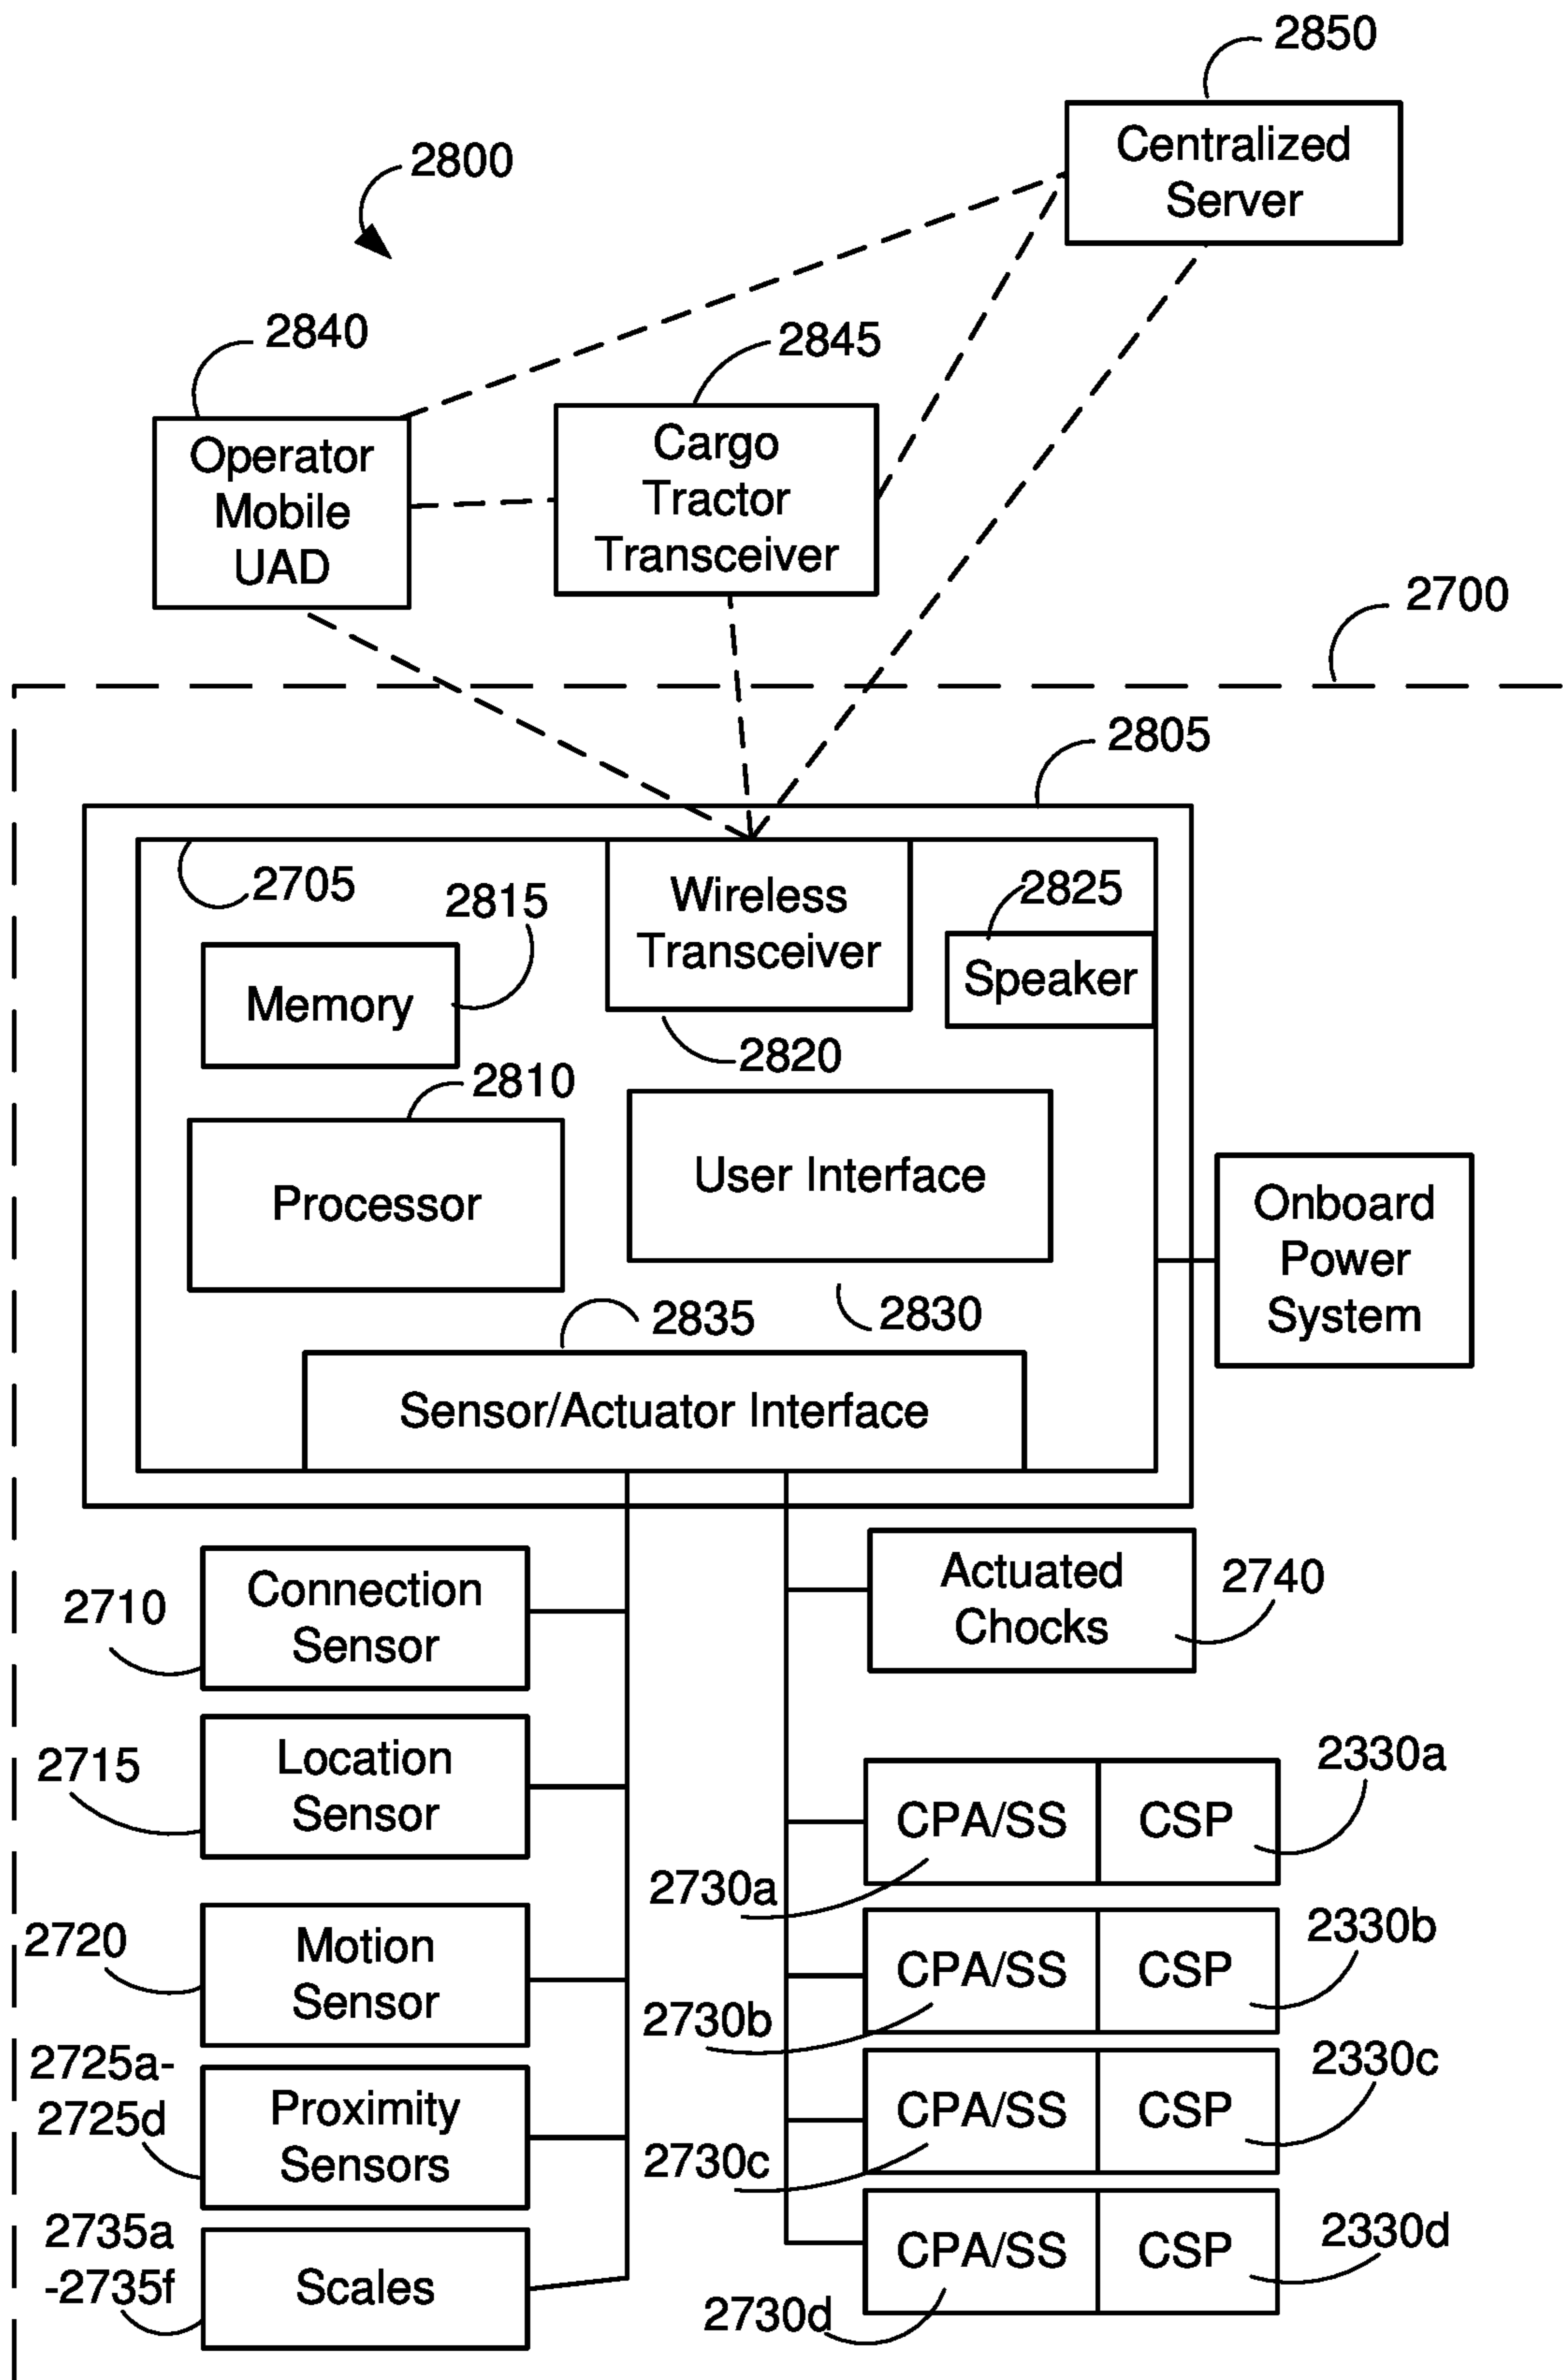 2850
Centralized
Server
2800
2840
2845
Operator
Mobile
UAD
Cargo
Tractor
Transceiver
2700
2805
2705
2815
Wireless
Transceiver
2825
Speaker
Memory
2820
2810
Processor
User Interface
Onboard
Power
System
2835
2830
Sensor/Actuator Interface
Connection
Sensor
2710
Actuated
Chocks
2740
Location
Sensor
2715
2330a
CPA/SS
CSP
2730a
Motion
Sensor
2720
2330b
CPA/SS
CSP
2730b
2725a-
2725d
Proximity
Sensors
2330c
CPA/SS
CSP
2730c
2735a
-2735f
Scales
2330d
CPA/SS
CSP
2730d